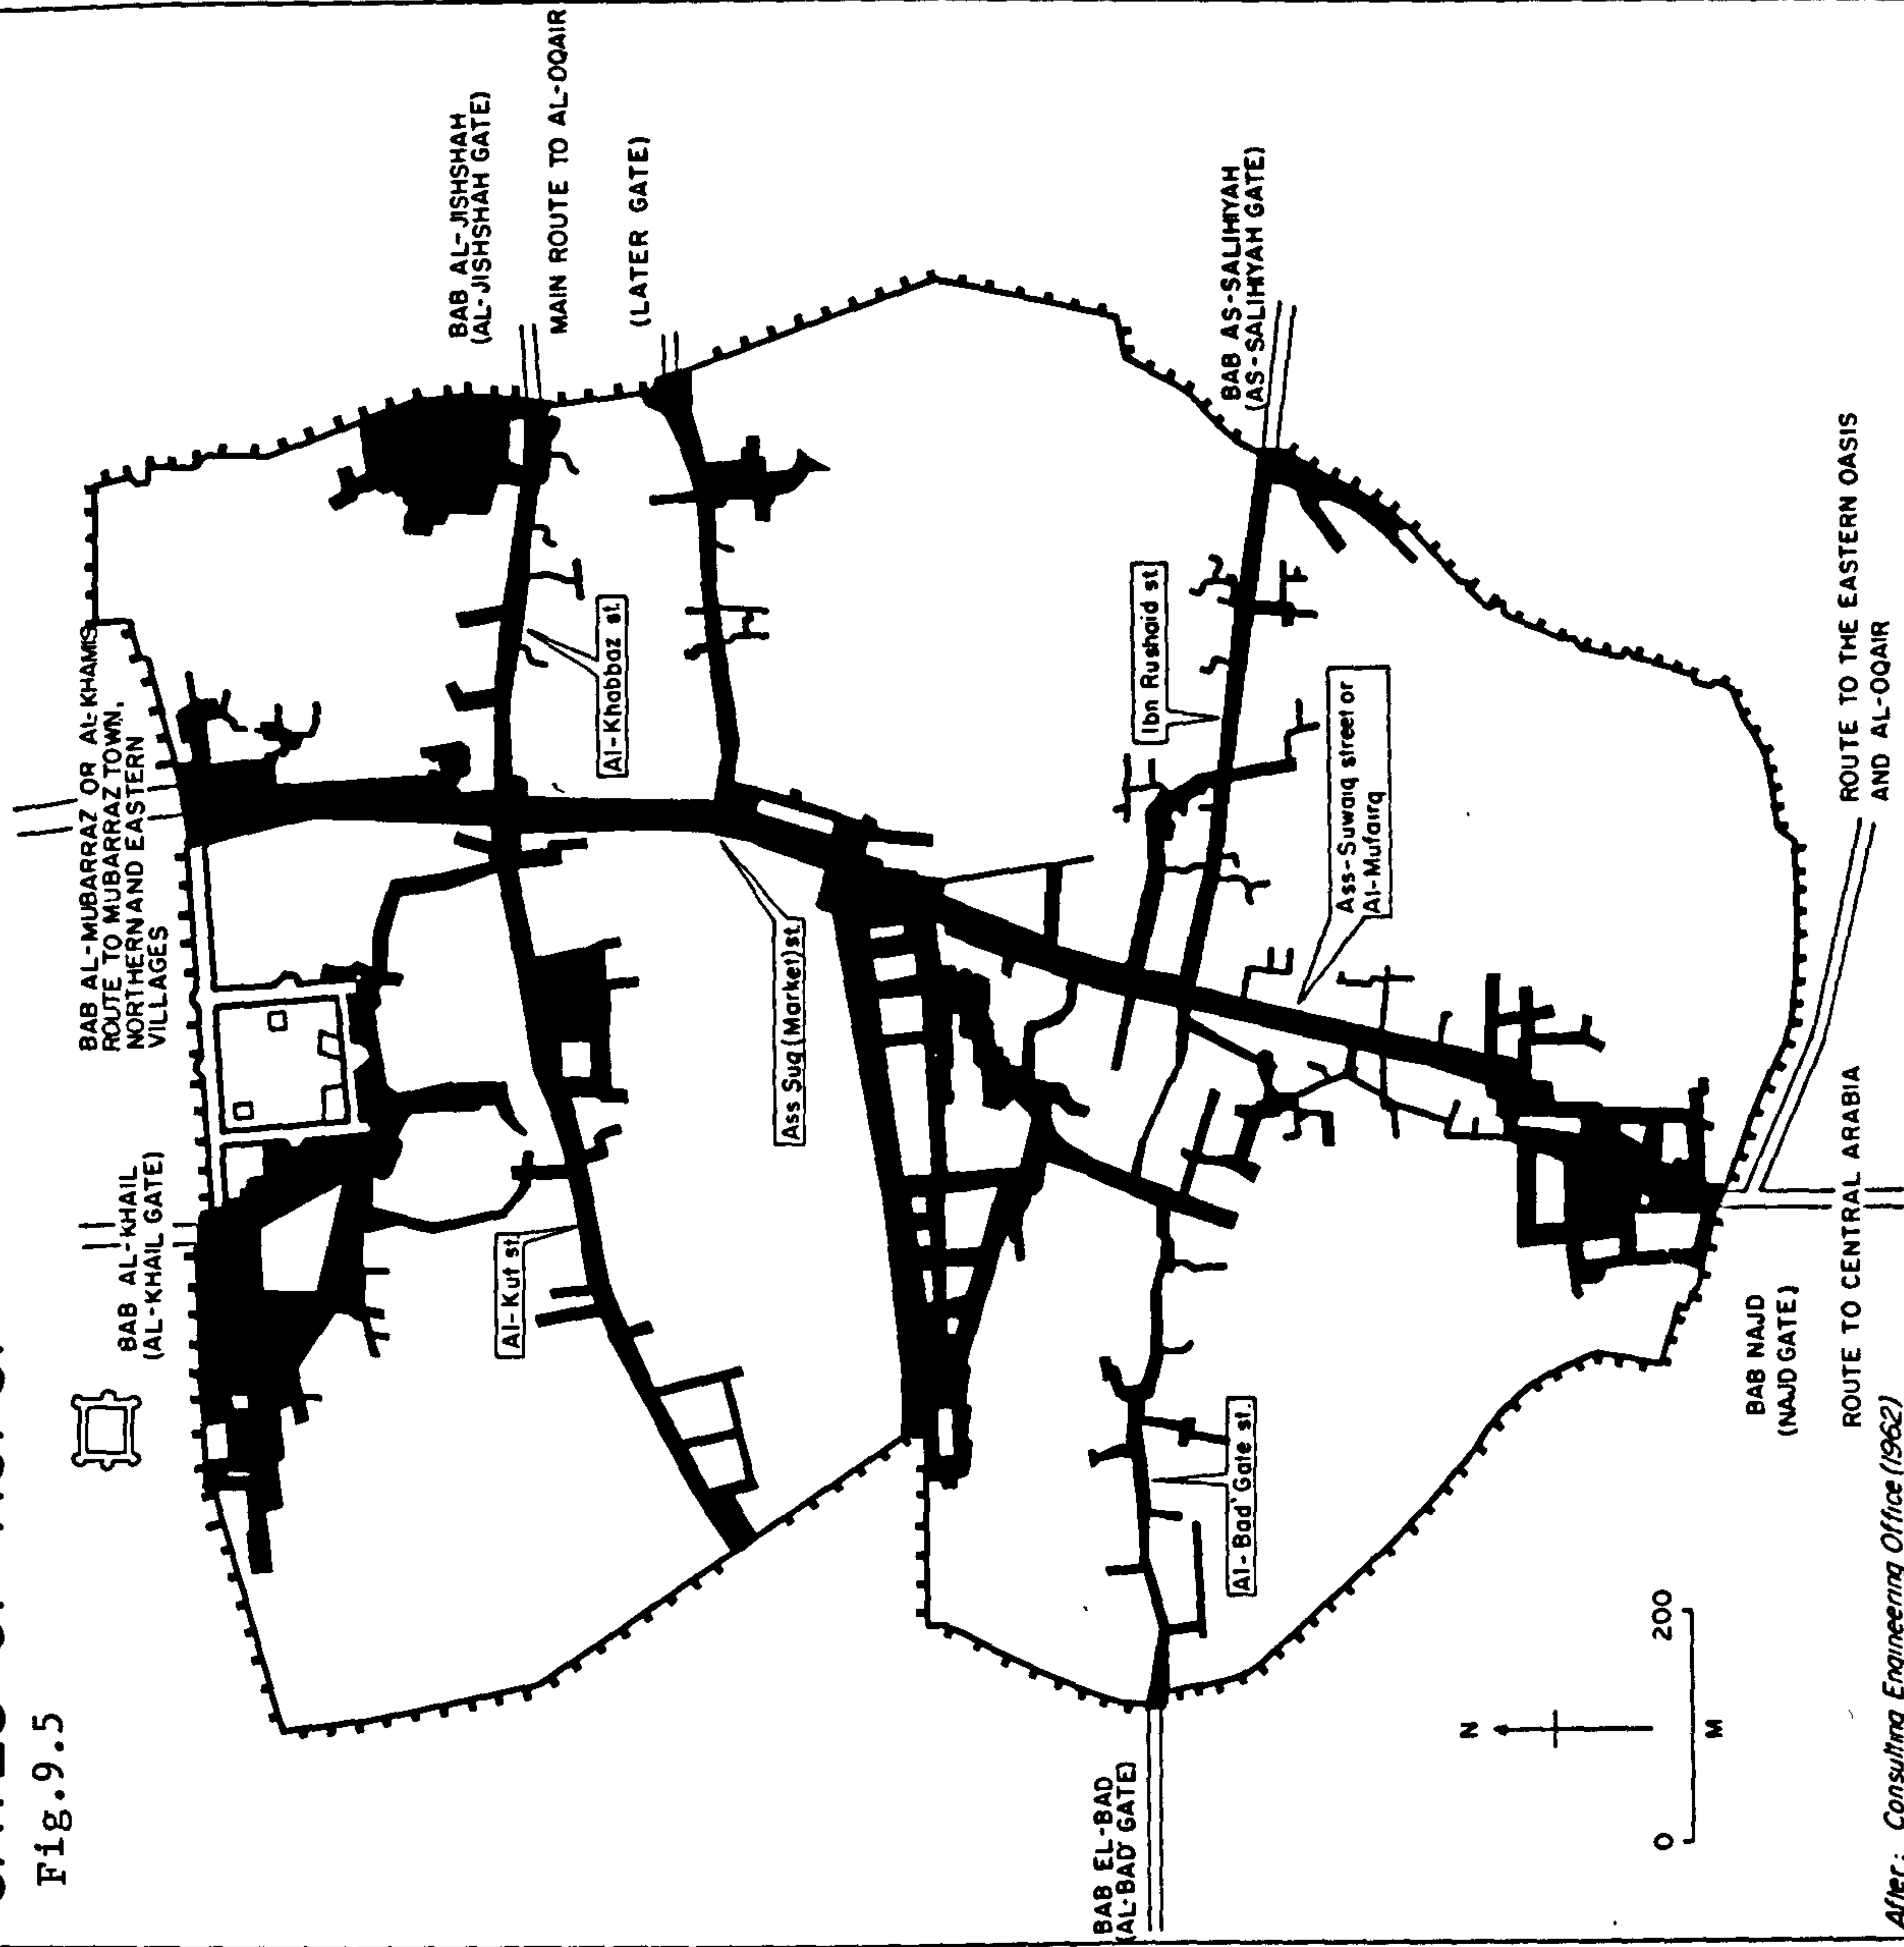 Fig.9.5
BAB AL-MUBARRAZ OR AL-KHAMIS
ROUTE TO MUBARRAZ TOWN,
NORTHERN AND EASTERN
VILLAGES
BAB AL-KHAIL
(AL-KHAIL GATE)
BAB AL-JISHSHAH
(AL-JISHSHAH GATE)
MAIN ROUTE TO AL-OQAIR
(LATER GATE)
Al-Khabbaz st.
Al-Kut st.
Ass Suq (Market) st.
BAB AS-SALIHIYAH
(AS-SALIHIYAH GATE)
Ibn Rushaid st
Ass-Suwaiq street or
Al-Mufairq
Al-Bad' Gate st.
BAB EL-BAD
(AL-BAD' GATE)
BAB NAJD
(NAJD GATE)
ROUTE TO CENTRAL ARABIA
ROUTE TO THE EASTERN OASIS
AND AL-OQAIR
N
0 200
M
After: Consulting Engineering Office (1962)